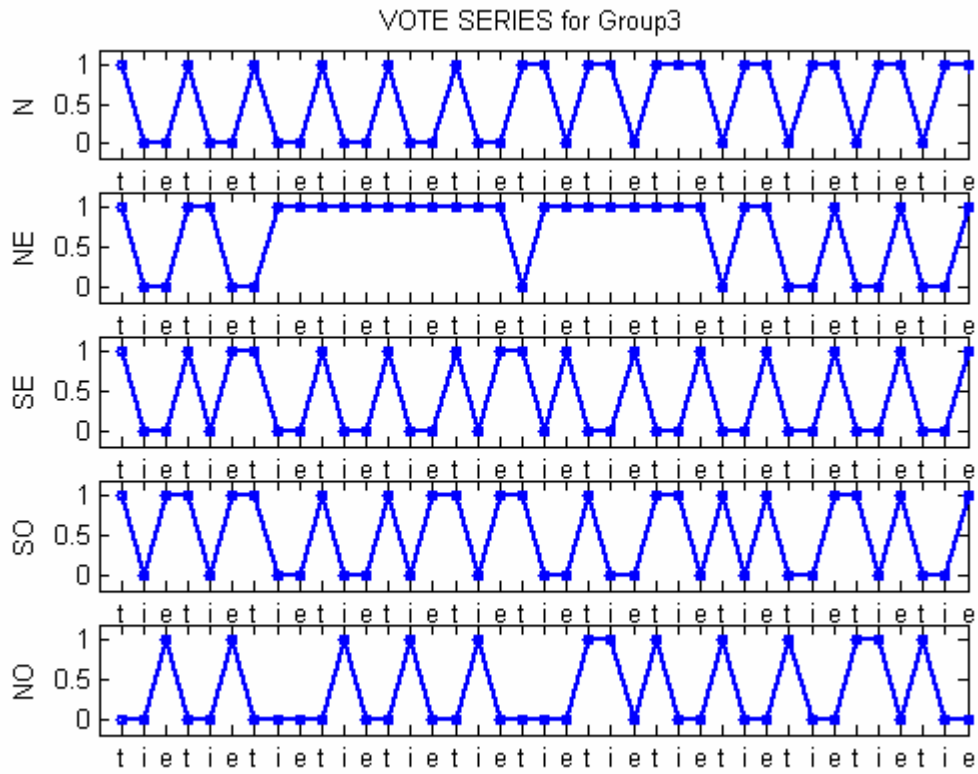 VOTE SERIES for Group3
1
N 0.5
0
t i e t i e t i e t i e t i e t i e t i e t i e t i e t i e t i e t i e t i e
1
NE 0.5
0
t i e t i e t i e t i e t i e t i e t i e t i e t i e t i e t i e t i e t i e
1
SE 0.5
0
t i e t i e t i e t i e t i e t i e t i e t i e t i e t i e t i e t i e t i e
1
SO 0.5
0
t i e t i e t i e t i e t i e t i e t i e t i e t i e t i e t i e t i e t i e
1
NO 0.5
0
t i e t i e t i e t i e t i e t i e t i e t i e t i e t i e t i e t i e t i e